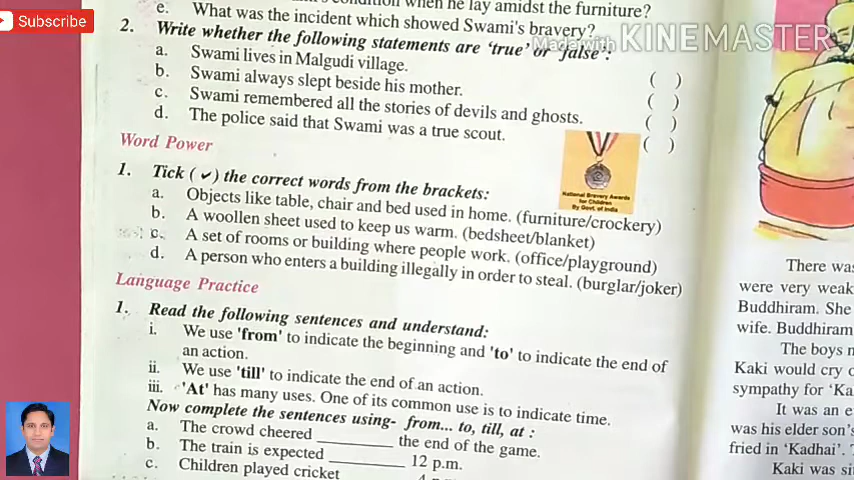 Subscribe
e. What was the incident which showed Swami's bravery?
Made with KINEMASTER
2. Write whether the following statements are 'true' or 'false':
a. Swami lives in Malgudi village. ( )
b. Swami always slept beside his mother. ( )
c. Swami remembered all the stories of devils and ghosts. ( )
d. The police said that Swami was a true scout. ( )
Word Power
National Bravery Awards
for Children
By Govt. of India
1. Tick (✔) the correct words from the brackets:
a. Objects like table, chair and bed used in home. (furniture/crockery)
b. A woollen sheet used to keep us warm. (bedsheet/blanket)
c. A set of rooms or building where people work. (office/playground)
d. A person who enters a building illegally in order to steal. (burglar/joker)
Language Practice
1. Read the following sentences and understand:
i. We use 'from' to indicate the beginning and 'to' to indicate the end of
an action.
ii. We use 'till' to indicate the end of an action.
iii. 'At' has many uses. One of its common use is to indicate time.
Now complete the sentences using- from... to, till, at :
a. The crowd cheered ________ the end of the game.
b. The train is expected ________ 12 p.m.
c. Children played cricket
There was
were very weak
Buddhiram. She
wife. Buddhiram
The boys
Kaki would cry
sympathy for 'Ka
It was an
was his elder son's
fried in 'Kadhai'.
Kaki was